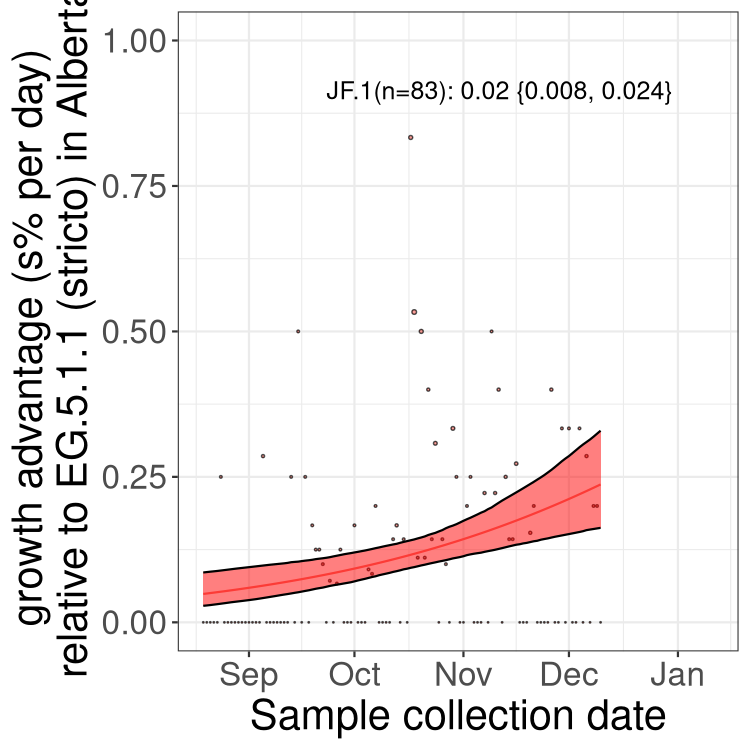 growth advantage (s% per day)
relative to EG.5.1.1 (stricto) in Alberta
1.00
0.75
0.50
0.25
0.00
JF.1(n=83): 0.02 {0.008, 0.024}
Sep Oct Nov Dec Jan
Sample collection date